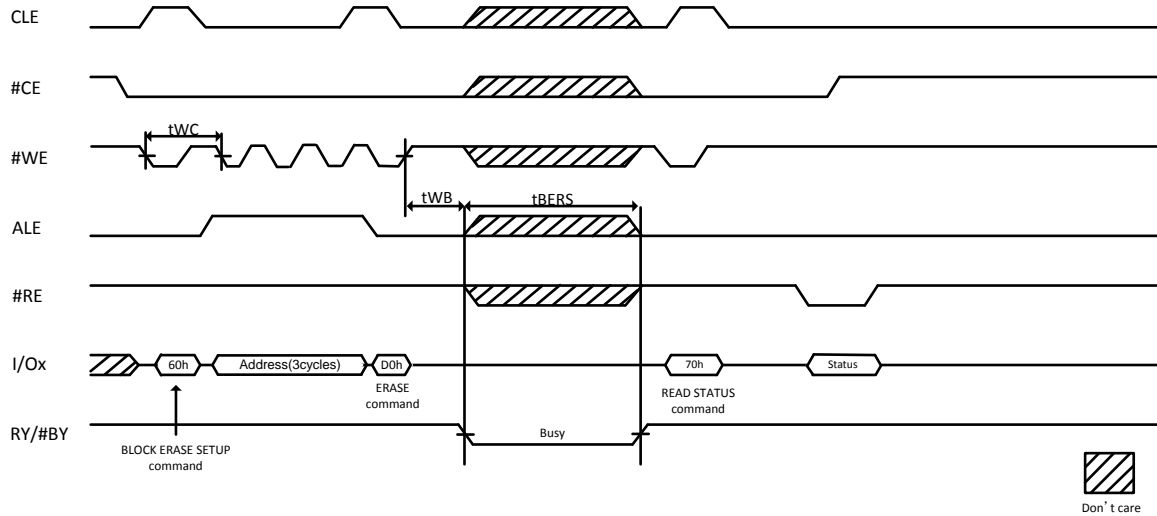 CLE
#CE
tWC
#WE
tWB
tBERS
ALE
#RE
I/Ox
60h
Address(3cycles)
D0h
70h
Status
ERASE
command
READ STATUS
command
RY/#BY
Busy
BLOCK ERASE SETUP
command
Don't care